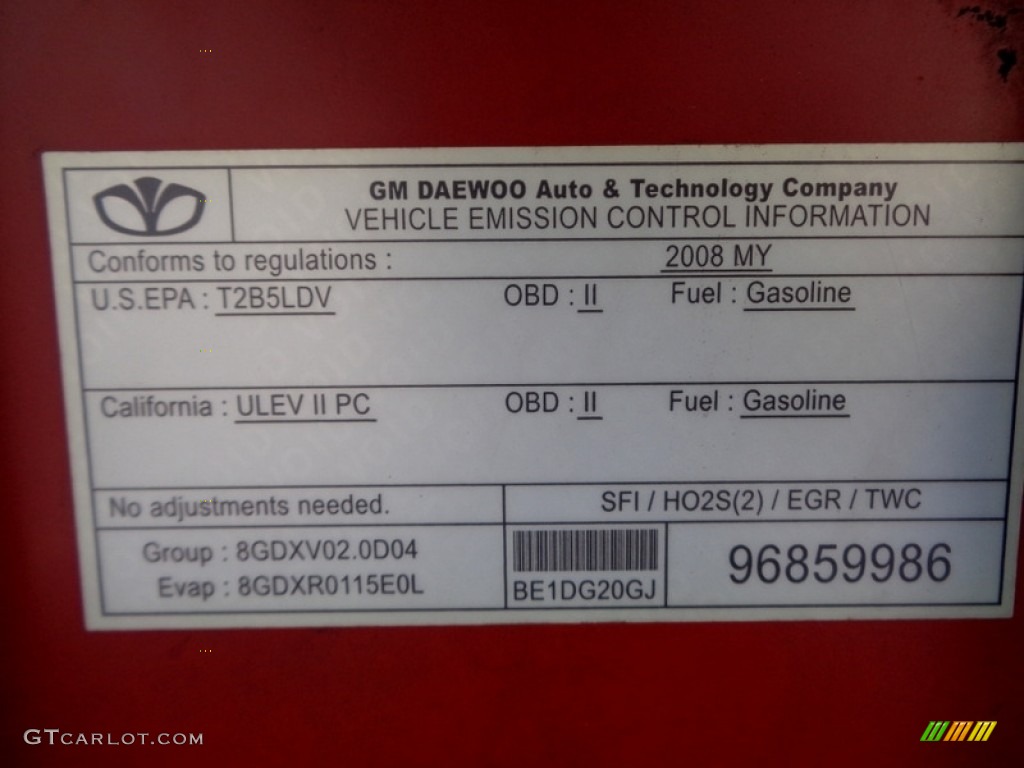 GM DAEWOO Auto & Technology Company
VEHICLE EMISSION CONTROL INFORMATION
Conforms to regulations : 2008 MY
U.S.EPA : T2B5LDV OBD : II Fuel : Gasoline
California : ULEV II PC OBD : II Fuel : Gasoline
No adjustments needed. SFI / HO2S(2) / EGR / TWC
Group : 8GDXV02.0D04
Evap : 8GDXR0115E0L
BE1DG20GJ
96859986
GTCARLOT.COM